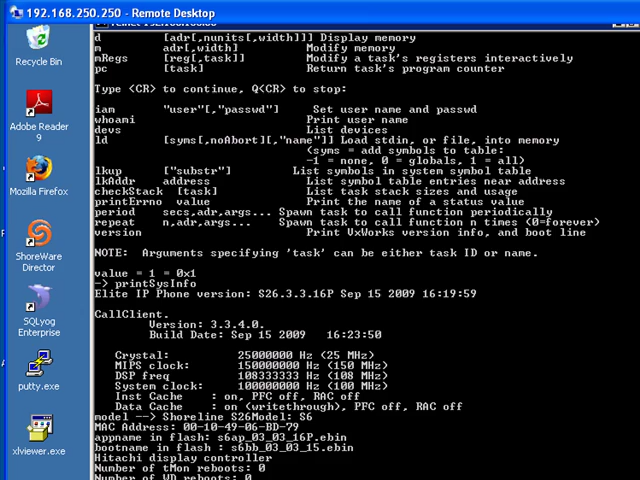 192.168.250.250 - Remote Desktop
Recycle Bin
Adobe Reader
9
Mozilla Firefox
ShoreWare
Director
SQLyog
Enterprise
putty.exe
xlviewer.exe
d [adr[,nunits[,width]]] Display memory
m adr[,width] Modify memory
mRegs [reg[,task]] Modify a task's registers interactively
pc [task] Return task's program counter
Type <CR> to continue, Q<CR> to stop:
iam "user"[,"passwd"] Set user name and passwd
whoami Print user name
devs List devices
ld [syms[,noAbort][,"name"]] Load stdin, or file, into memory
(syms = add symbols to table:
-1 = none, 0 = globals, 1 = all)
lkup ["substr"] List symbols in system symbol table
lkAddr address List symbol table entries near address
checkStack [task] List task stack sizes and usage
printErrno value Print the name of a status value
period secs,adr,args... Spawn task to call function periodically
repeat n,adr,args... Spawn task to call function n times (0=forever)
version Print VxWorks version info, and boot line
NOTE: Arguments specifying 'task' can be either task ID or name.
value = 1 = 0x1
-> printSysInfo
Elite IP Phone version: S26.3.3.16P Sep 15 2009 16:19:59
CallClient.
Version: 3.3.4.0.
Build Date: Sep 15 2009 16:23:50
Crystal: 25000000 Hz (25 MHz)
MIPS clock: 150000000 Hz (150 MHz)
DSP freq 108333333 Hz (108 MHz)
System clock: 100000000 Hz (100 MHz)
Inst Cache : on, PFC off, RAC off
Data Cache : on (writethrough), PFC off, RAC off
model --> Shoreline S26Model: S6
MAC Address: 00-10-49-06-BD-79
appname in flash: s6ap_03_03_16P.ebin
bootname in flash : s6bb_03_03_15.ebin
Hitachi display controller
Number of tMon reboots: 0
Number of WD reboots: 0